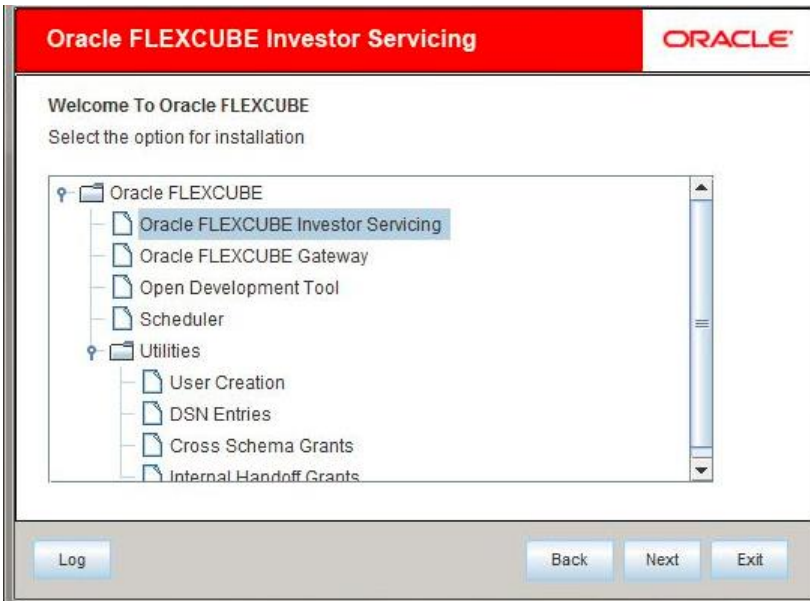 Oracle FLEXCUBE Investor Servicing
ORACLE
Welcome To Oracle FLEXCUBE
Select the option for installation
Oracle FLEXCUBE
Oracle FLEXCUBE Investor Servicing
Oracle FLEXCUBE Gateway
Open Development Tool
Scheduler
Utilities
User Creation
DSN Entries
Cross Schema Grants
Internal Handoff Grants
Log
Back
Next
Exit